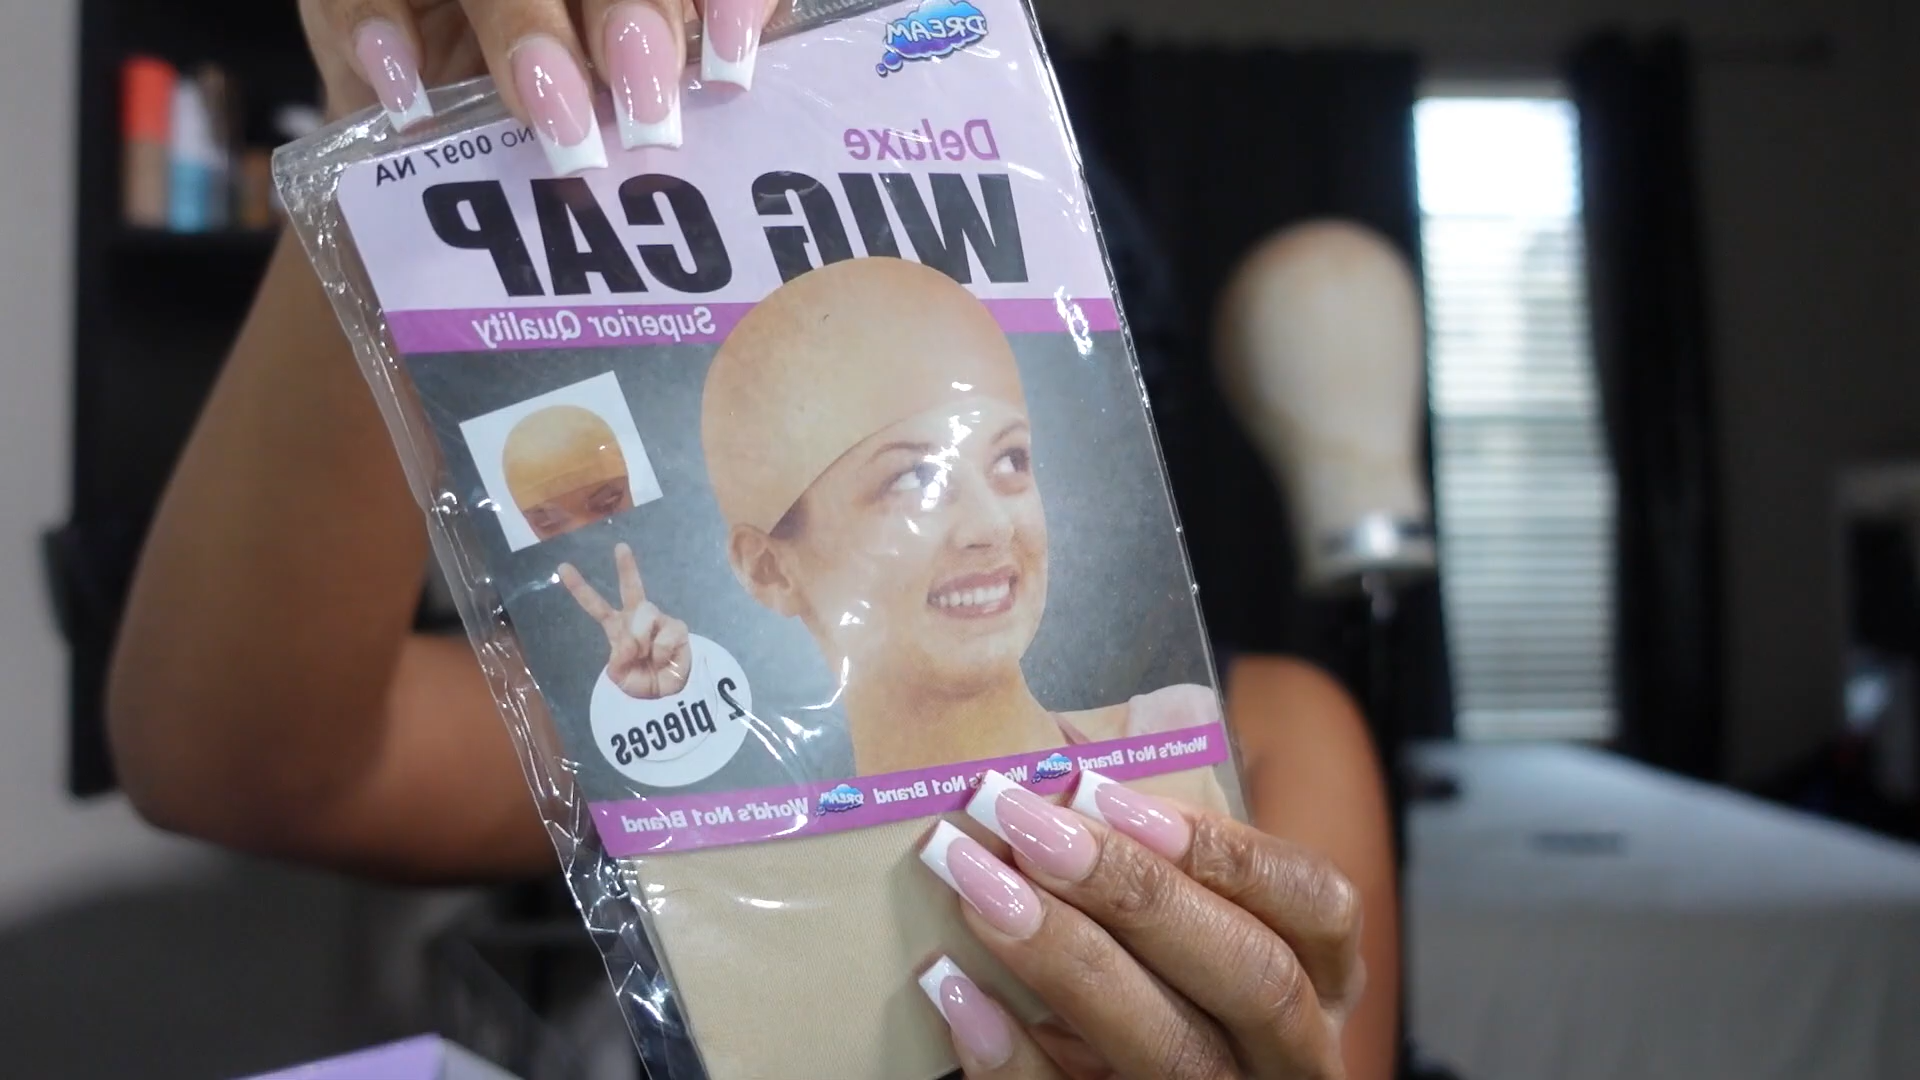 DREAM
NO 0097 NA
Deluxe
WIG CAP
Superior Quality
2 pieces
World's No1 Brand DREAM World's No1 Brand DREAM World's No1 Brand